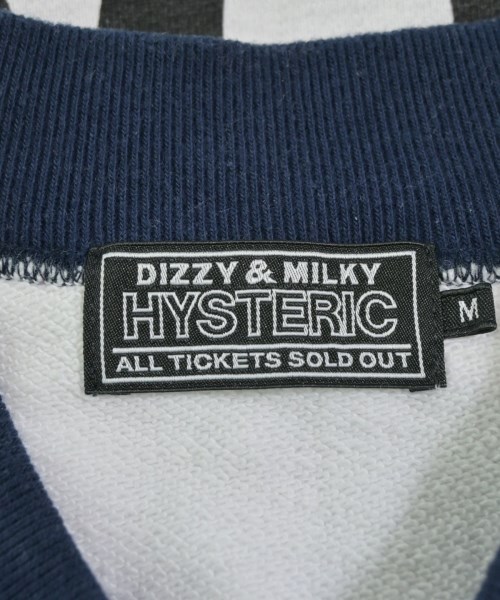 DIZZY & MILKY
HYSTERIC
ALL TICKETS SOLD OUT
M